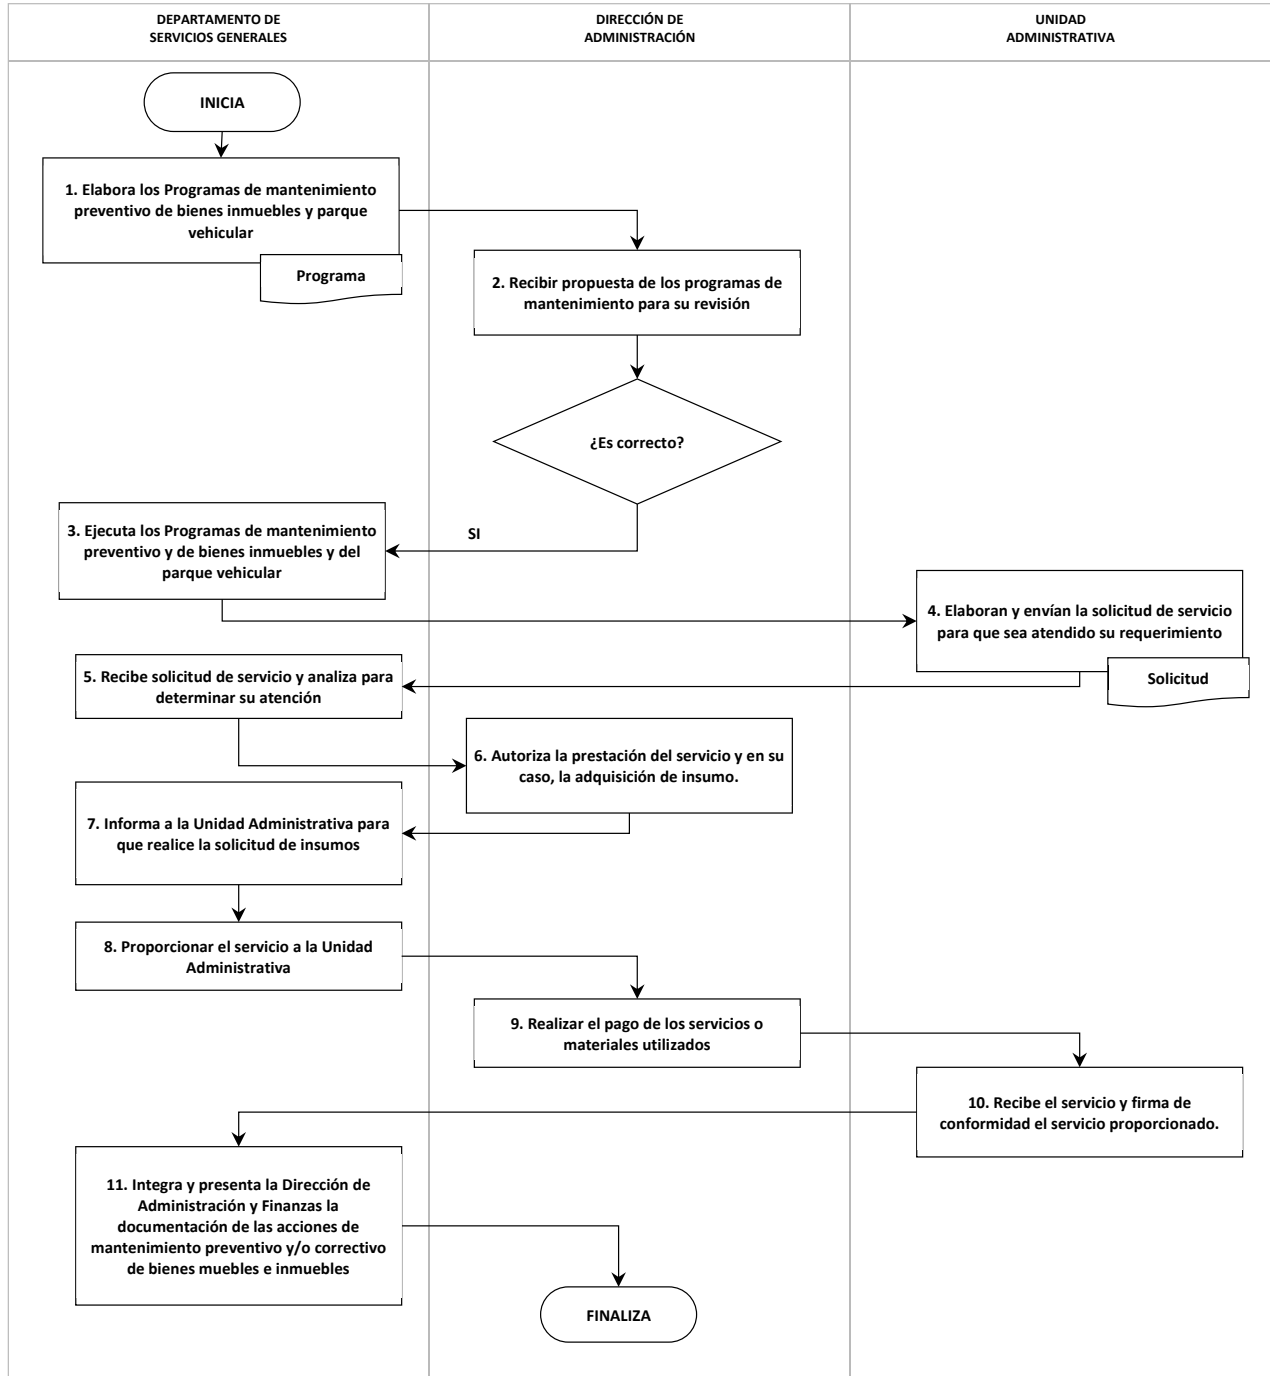 DEPARTAMENTO DE
SERVICIOS GENERALES
DIRECCIÓN DE
ADMINISTRACIÓN
UNIDAD
ADMINISTRATIVA
INICIA
1. Elabora los Programas de mantenimiento
preventivo de bienes inmuebles y parque
vehicular
Programa
2. Recibir propuesta de los programas de
mantenimiento para su revisión
¿Es correcto?
SI
3. Ejecuta los Programas de mantenimiento
preventivo y de bienes inmuebles y del
parque vehicular
4. Elaboran y envían la solicitud de servicio
para que sea atendido su requerimiento
Solicitud
5. Recibe solicitud de servicio y analiza para
determinar su atención
6. Autoriza la prestación del servicio y en su
caso, la adquisición de insumo.
7. Informa a la Unidad Administrativa para
que realice la solicitud de insumos
8. Proporcionar el servicio a la Unidad
Administrativa
9. Realizar el pago de los servicios o
materiales utilizados
10. Recibe el servicio y firma de
conformidad el servicio proporcionado.
11. Integra y presenta la Dirección de
Administración y Finanzas la
documentación de las acciones de
mantenimiento preventivo y/o correctivo
de bienes muebles e inmuebles
FINALIZA